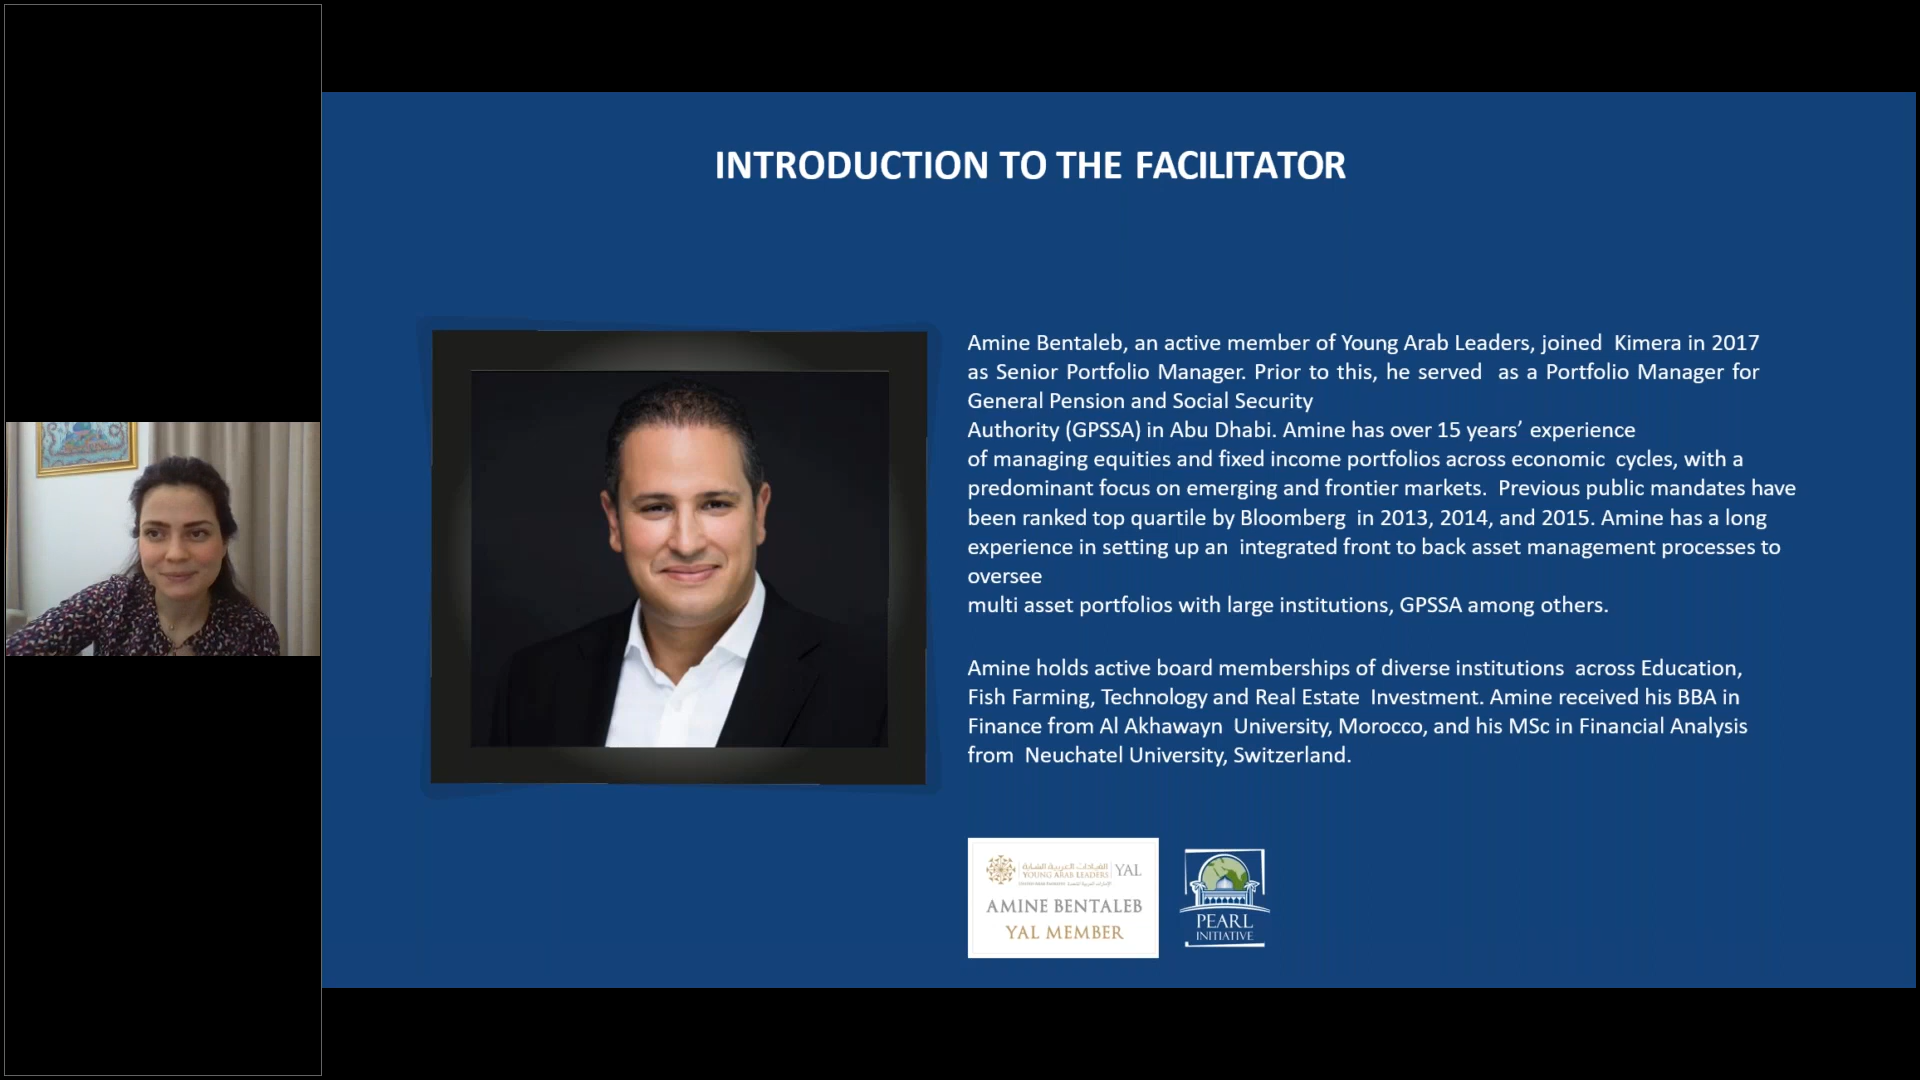 INTRODUCTION TO THE FACILITATOR
Amine Bentaleb, an active member of Young Arab Leaders, joined Kimera in 2017
as Senior Portfolio Manager. Prior to this, he served as a Portfolio Manager for
General Pension and Social Security
Authority (GPSSA) in Abu Dhabi. Amine has over 15 years’ experience
of managing equities and fixed income portfolios across economic cycles, with a
predominant focus on emerging and frontier markets. Previous public mandates have
been ranked top quartile by Bloomberg in 2013, 2014, and 2015. Amine has a long
experience in setting up an integrated front to back asset management processes to
oversee
multi asset portfolios with large institutions, GPSSA among others.
Amine holds active board memberships of diverse institutions across Education,
Fish Farming, Technology and Real Estate Investment. Amine received his BBA in
Finance from Al Akhawayn University, Morocco, and his MSc in Financial Analysis
from Neuchatel University, Switzerland.
القيادات العربية الشابة
YOUNG ARAB LEADERS
YAL
AMINE BENTALEB
YAL MEMBER
PEARL
INITIATIVE